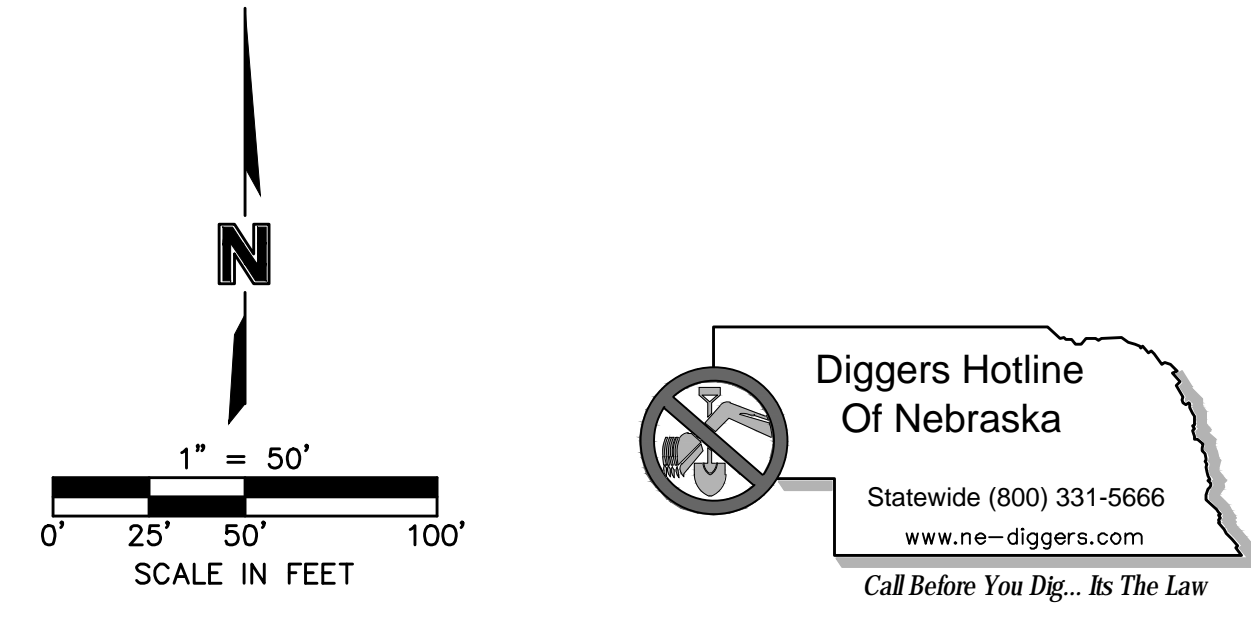 N
1" = 50'
0' 25' 50' 100'
SCALE IN FEET
Diggers Hotline
Of Nebraska
Statewide (800) 331-5666
www.ne-diggers.com
Call Before You Dig... Its The Law